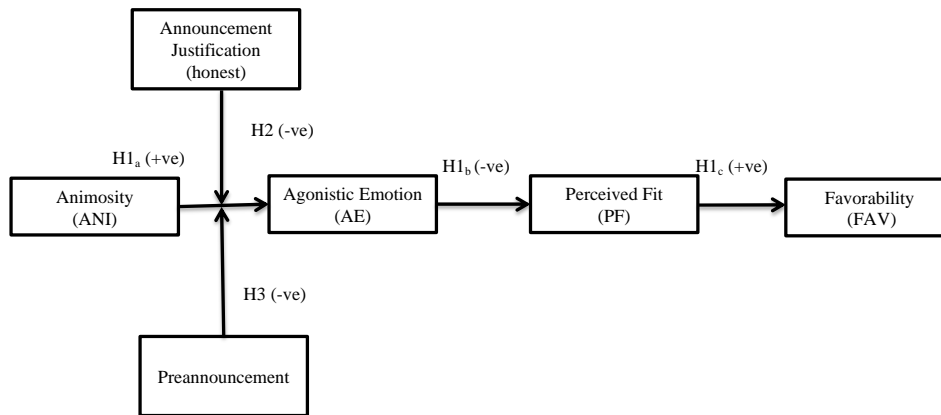 Announcement
Justification
(honest)
H2 (-ve)
H1a (+ve)
H1b (-ve)
H1c (+ve)
Animosity
(ANI)
Agonistic Emotion
(AE)
Perceived Fit
(PF)
Favorability
(FAV)
H3 (-ve)
Preannouncement